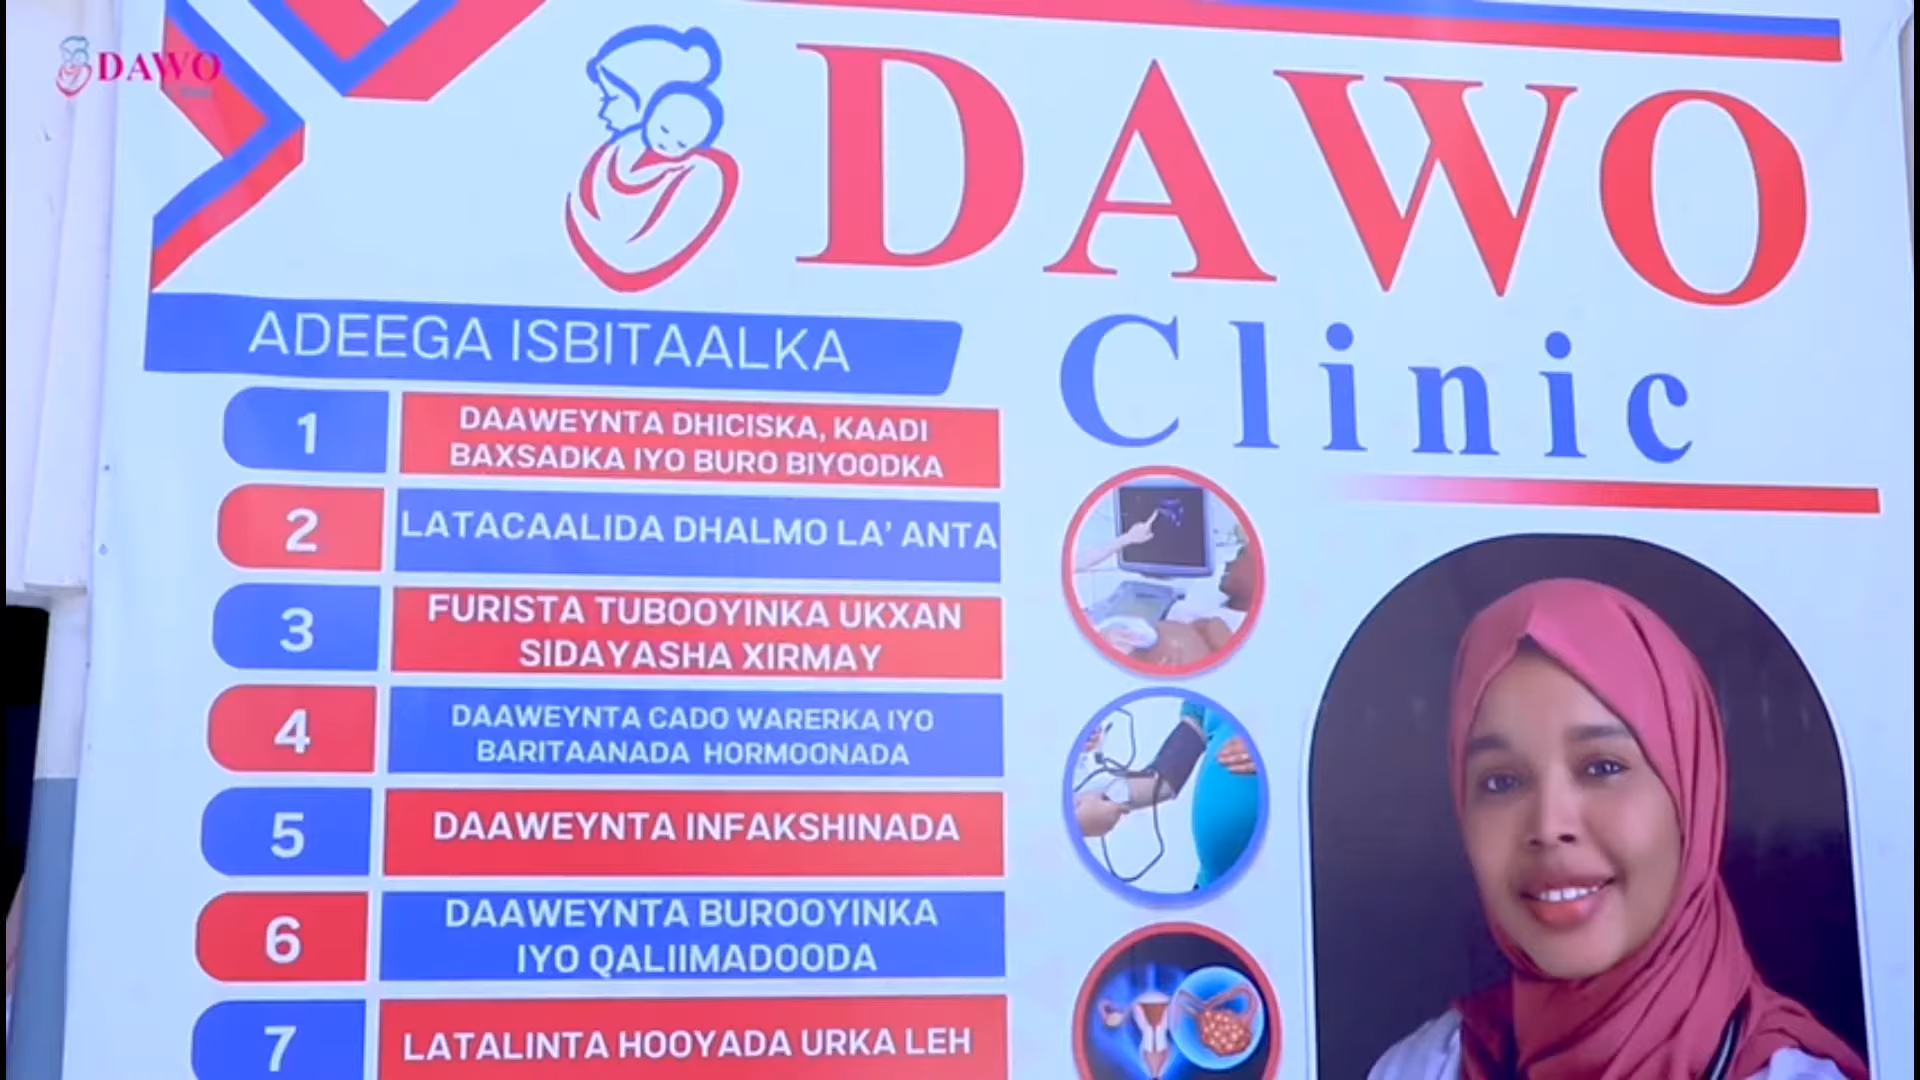 DAWO
DAWO
Clinic
ADEEGA ISBITAALKA
1
DAAWEYNTA DHICISKA, KAADI
BAXSADKA IYO BURO BIYOODKA
2
LATACAALIDA DHALMO LA' ANTA
3
FURISTA TUBOOYINKA UKXAN
SIDAYASHA XIRMAY
4
DAAWEYNTA CADO WARERKA IYO
BARITAANADA HORMOONADA
5
DAAWEYNTA INFAKSHINADA
6
DAAWEYNTA BUROOYINKA
IYO QALIIMADOODA
7
LATALINTA HOOYADA URKA LEH